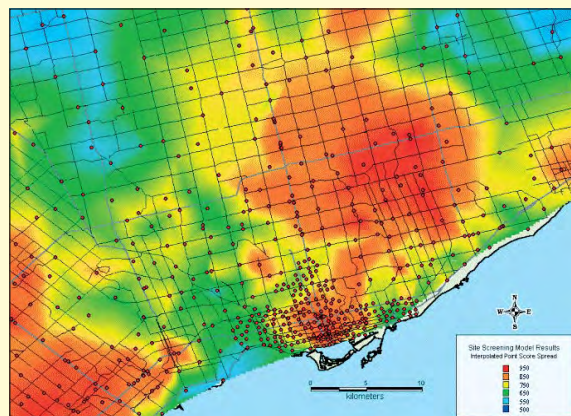 N
W E
S
0 5 10
kilometers
Site Screening Model Results
Interpolated Point Score Spread
950
850
750
650
550
500